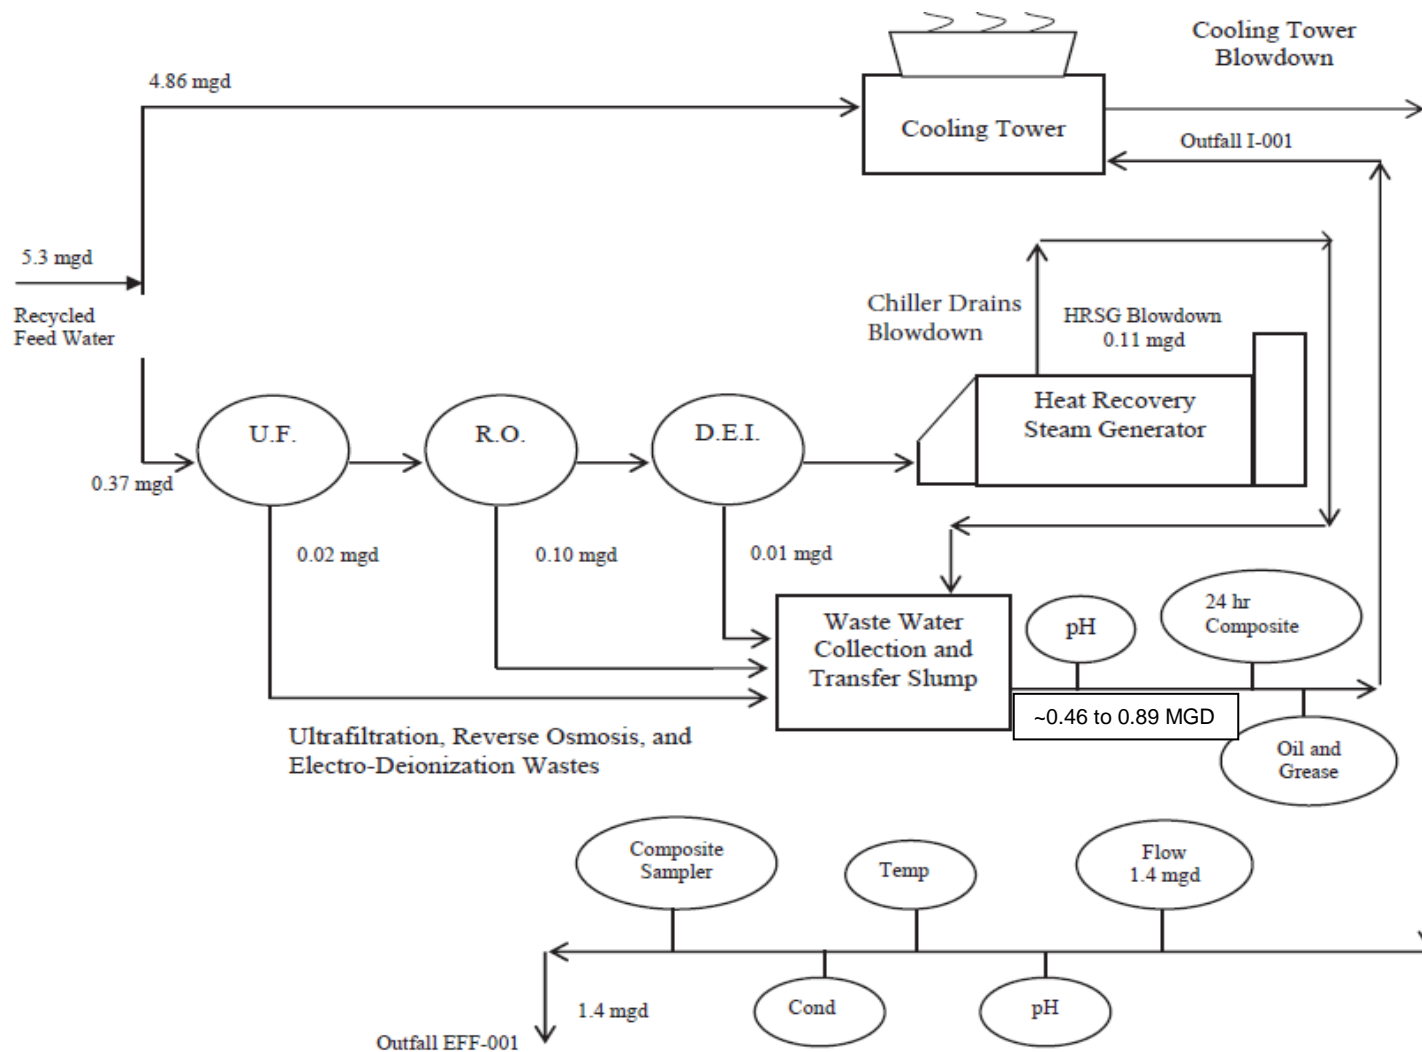 Cooling Tower
Blowdown
4.86 mgd
Cooling Tower
Outfall I-001
5.3 mgd
Recycled
Feed Water
Chiller Drains
Blowdown
HRSG Blowdown
0.11 mgd
Heat Recovery
Steam Generator
U.F.
R.O.
D.E.I.
0.37 mgd
0.02 mgd
0.10 mgd
0.01 mgd
Waste Water
Collection and
Transfer Slump
pH
24 hr
Composite
~0.46 to 0.89 MGD
Oil and
Grease
Ultrafiltration, Reverse Osmosis, and
Electro-Deionization Wastes
Composite
Sampler
Temp
Flow
1.4 mgd
Cond
pH
1.4 mgd
Outfall EFF-001